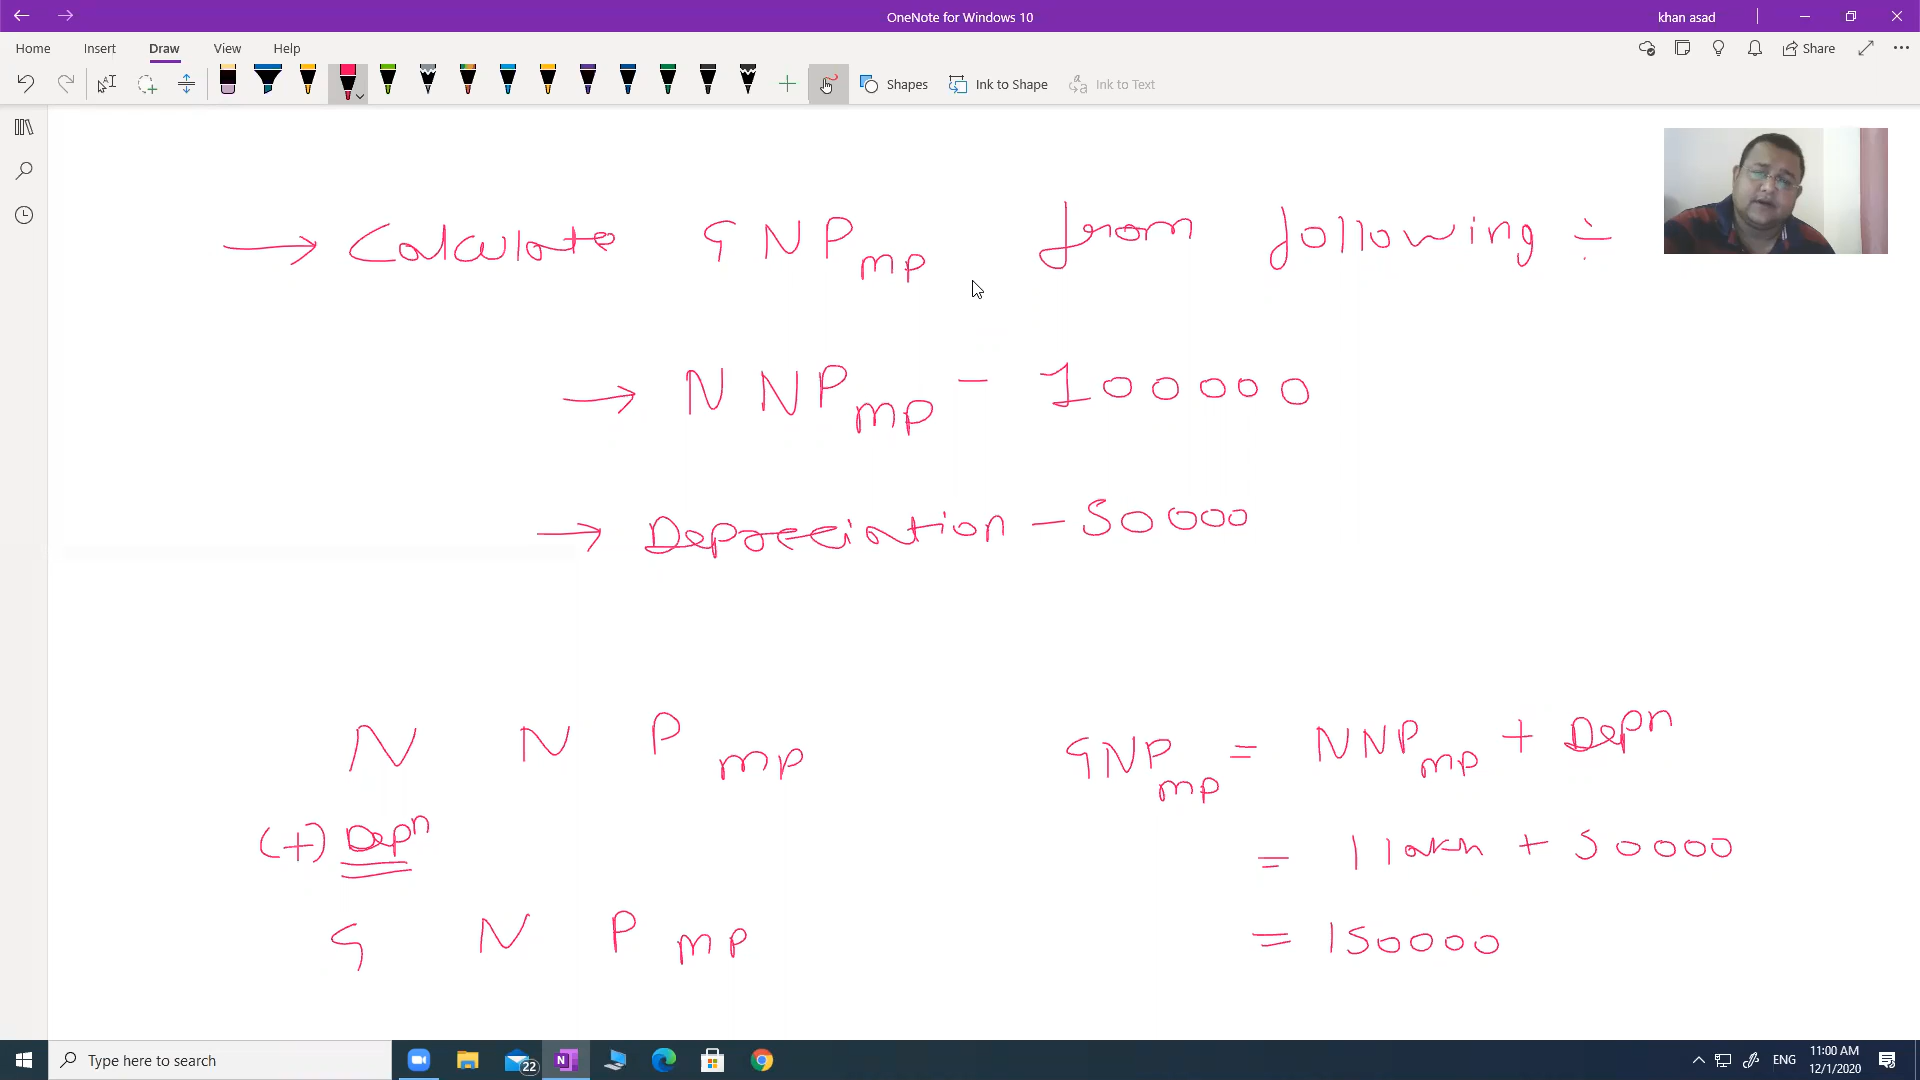 OneNote for Windows 10
khan asad
Home Insert Draw View Help
Share
Shapes Ink to Shape Ink to Text
→ Calculate GNPmp from following ÷
→ NNPmp - 100000
→ Depreciation - 50000
N N Pmp
(+) Depn
G N Pmp
GNPmp = NNPmp + Depn
= 1 lakh + 50000
= 150000
Type here to search
22
ENG
11:00 AM
12/1/2020